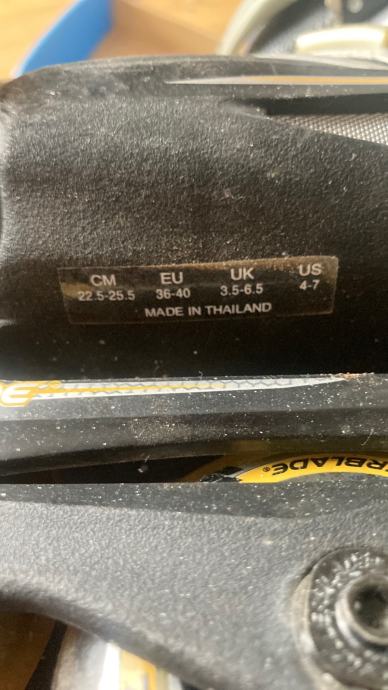 CM EU UK US
22.5-25.5 36-40 3.5-6.5 4-7
MADE IN THAILAND
ERBLADE®